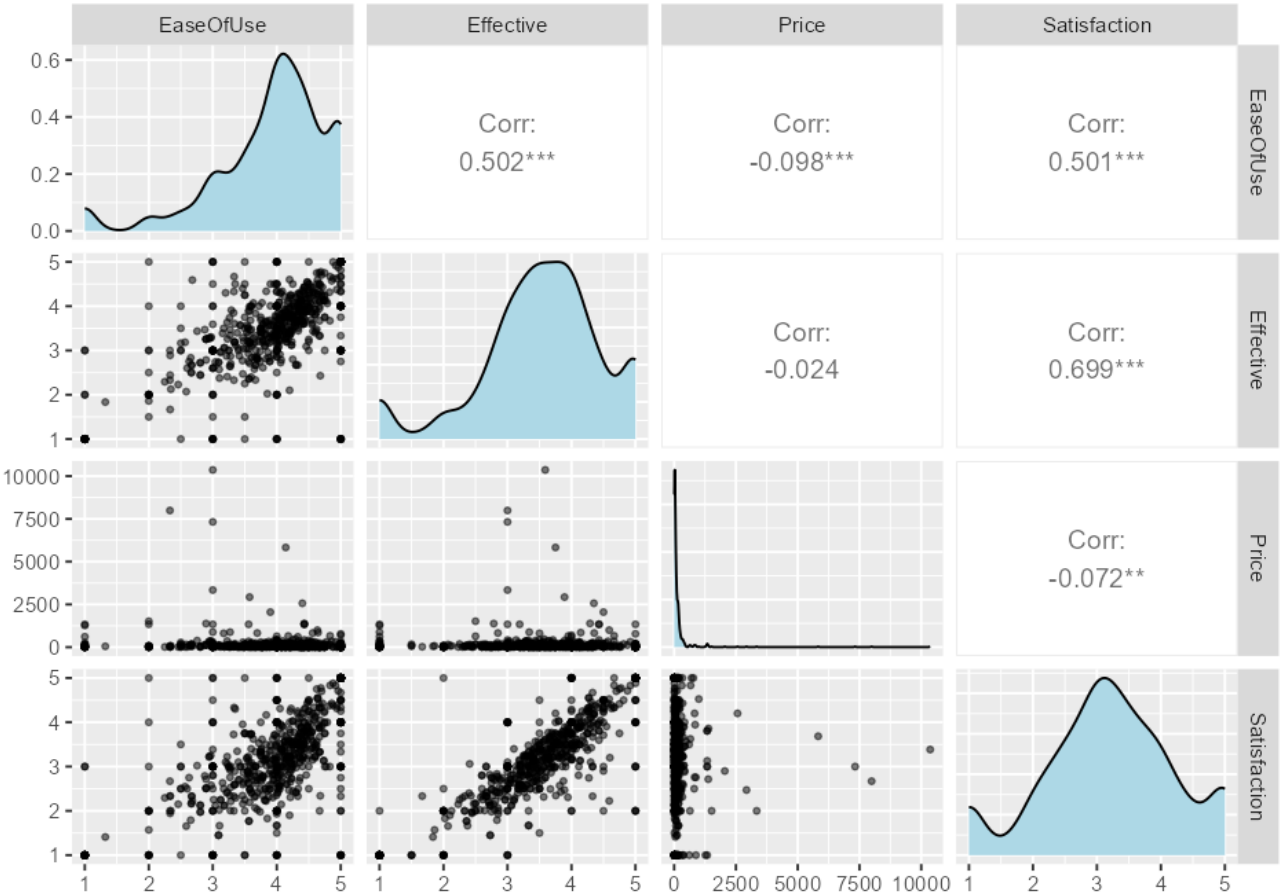 EaseOfUse Effective Price Satisfaction
0.6
0.4
0.2
0.0
Corr:
0.502***
Corr:
-0.098***
Corr:
0.501***
EaseOfUse
5
4
3
2
1
Corr:
-0.024
Corr:
0.699***
Effective
10000
7500
5000
2500
0
Corr:
-0.072**
Price
5
4
3
2
1
Satisfaction
1 2 3 4 5 1 2 3 4 5 0 2500 5000 7500 10000 1 2 3 4 5